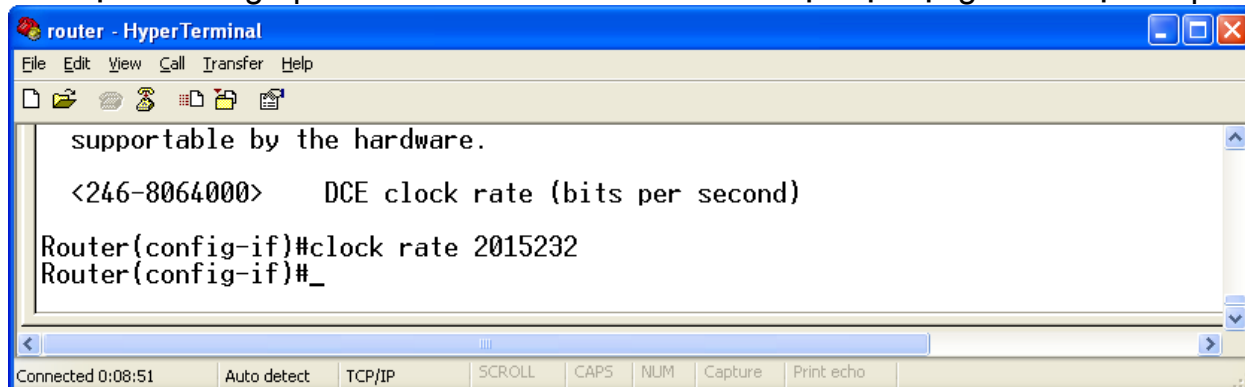 router - HyperTerminal
File Edit View Call Transfer Help
supportable by the hardware.
<246-8064000> DCE clock rate (bits per second)
Router(config-if)#clock rate 2015232
Router(config-if)#_
Connected 0:08:51 Auto detect TCP/IP SCROLL CAPS NUM Capture Print echo